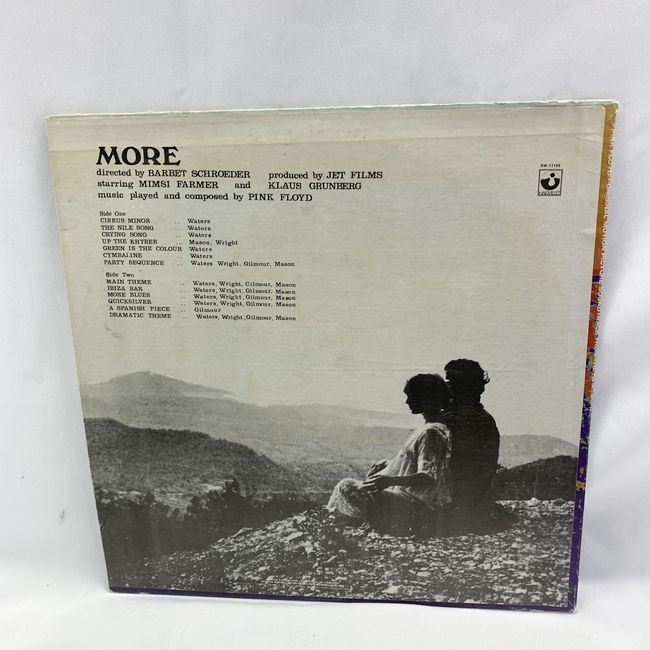 MORE
directed by BARBET SCHROEDER produced by JET FILMS
starring MIMSI FARMER and KLAUS GRUNBERG
music played and composed by PINK FLOYD
SW-11198
Side One
CIRRUS MINOR .. Waters
THE NILE SONG .. Waters
CRYING SONG .. Waters
UP THE KHYBER .. Mason, Wright
GREEN IS THE COLOUR Waters
CYMBALINE .. Waters
PARTY SEQUENCE .. Waters Wright, Gilmour, Mason
Side Two
MAIN THEME .. Waters, Wright, Gilmour, Mason
IBIZA BAR .. Waters, Wright, Gilmour, Mason
MORE BLUES .. Waters, Wright, Gilmour, Mason
QUICKSILVER .. Waters, Wright, Gilmour, Mason
A SPANISH PIECE .. Gilmour
DRAMATIC THEME .. Waters, Wright, Gilmour, Mason